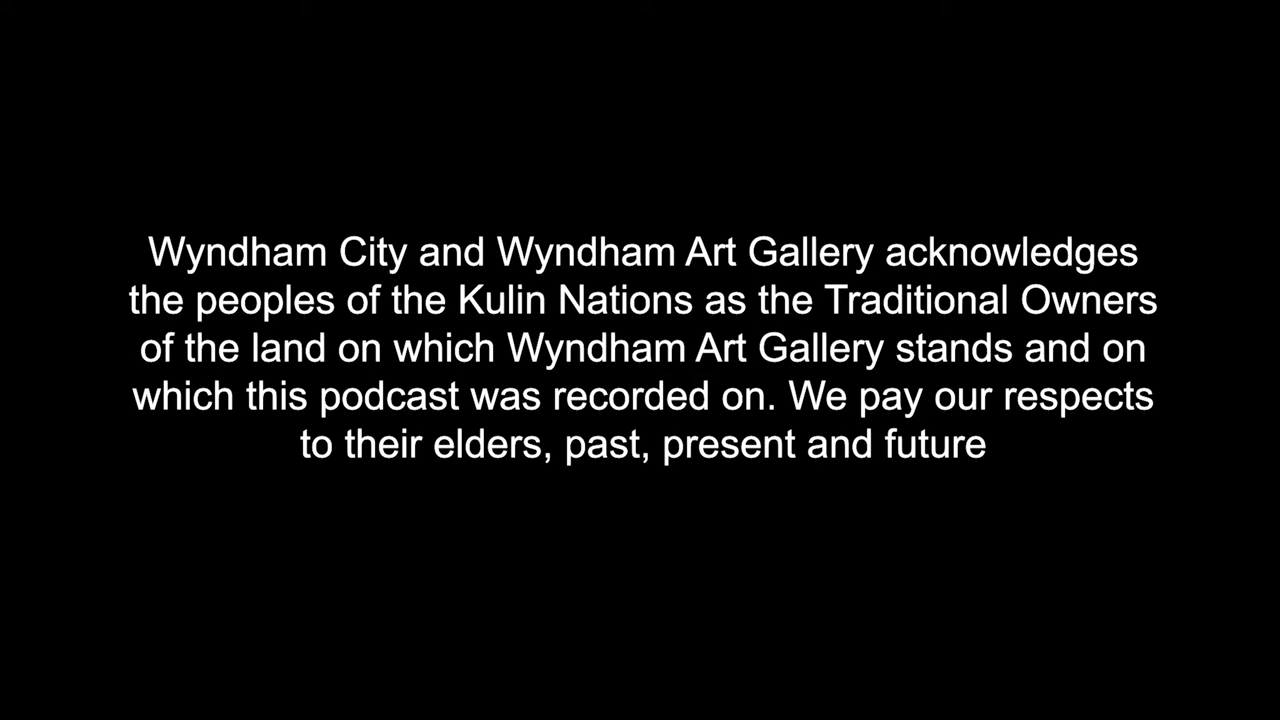 Wyndham City and Wyndham Art Gallery acknowledges
the peoples of the Kulin Nations as the Traditional Owners
of the land on which Wyndham Art Gallery stands and on
which this podcast was recorded on. We pay our respects
to their elders, past, present and future